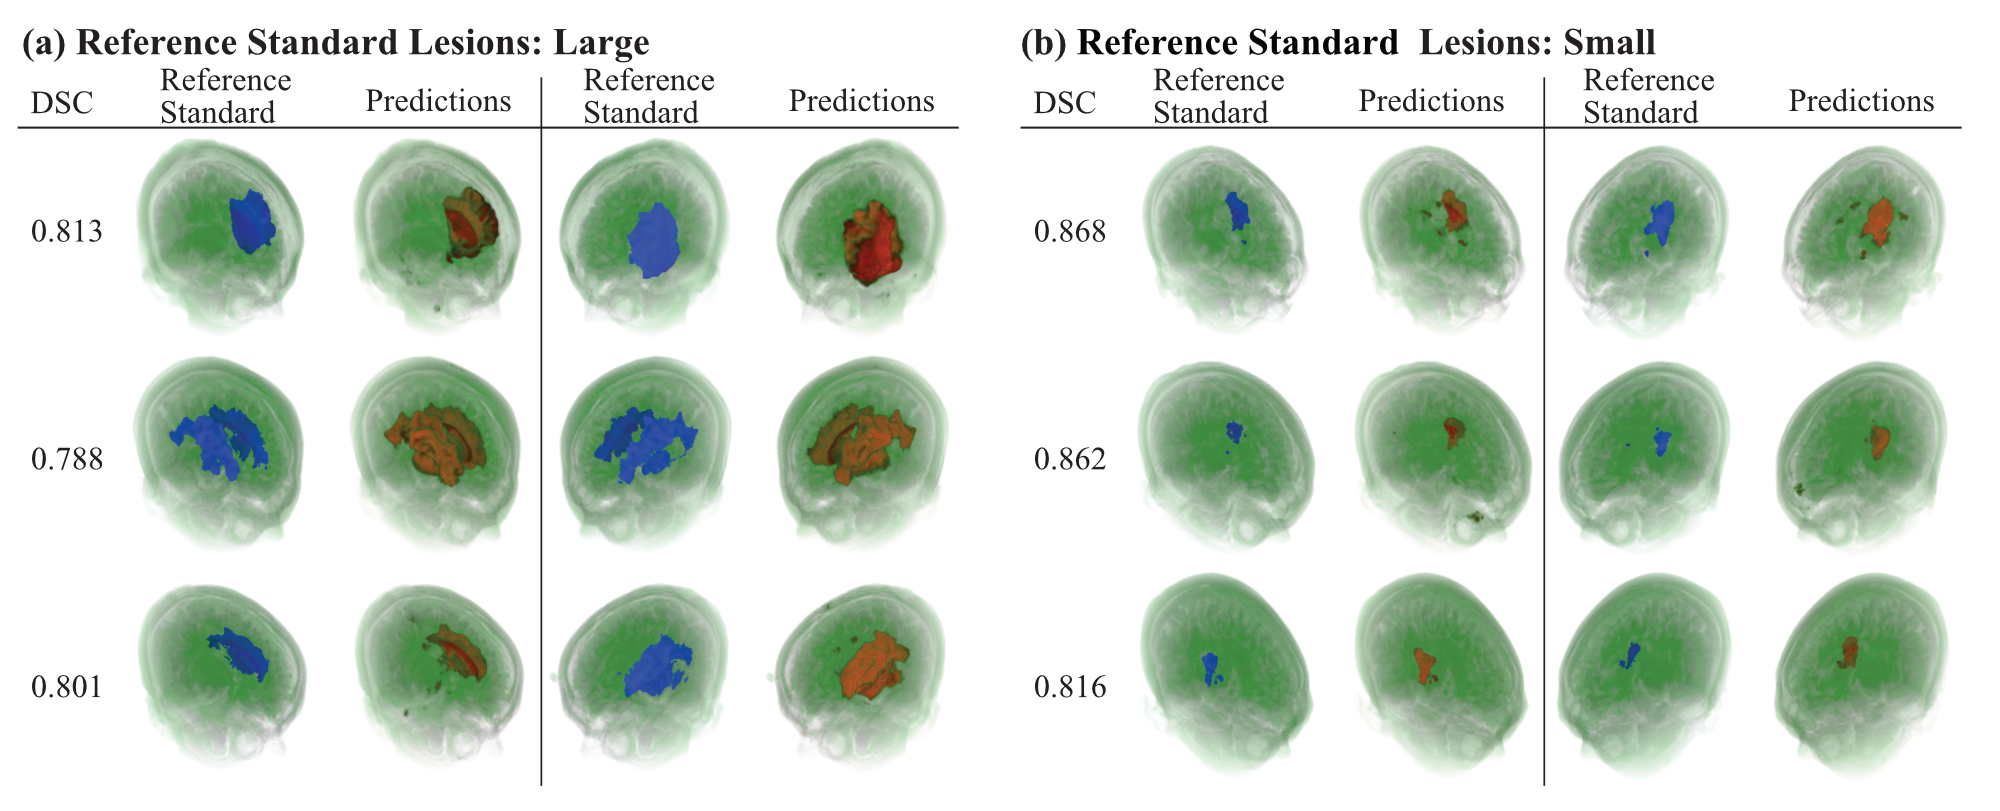 (a) Reference Standard Lesions: Large
DSC
Reference
Standard
Predictions
Reference
Standard
Predictions
0.813
0.788
0.801
(b) Reference Standard Lesions: Small
DSC
Reference
Standard
Predictions
Reference
Standard
Predictions
0.868
0.862
0.816